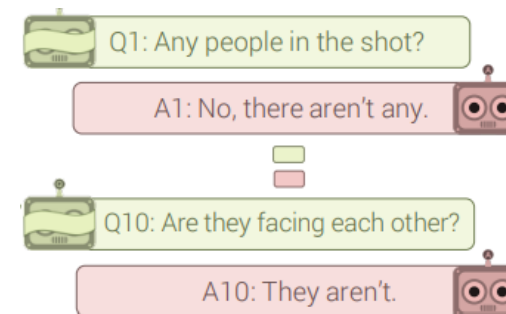 Q1: Any people in the shot?
A1: No, there aren't any.
Q10: Are they facing each other?
A10: They aren't.